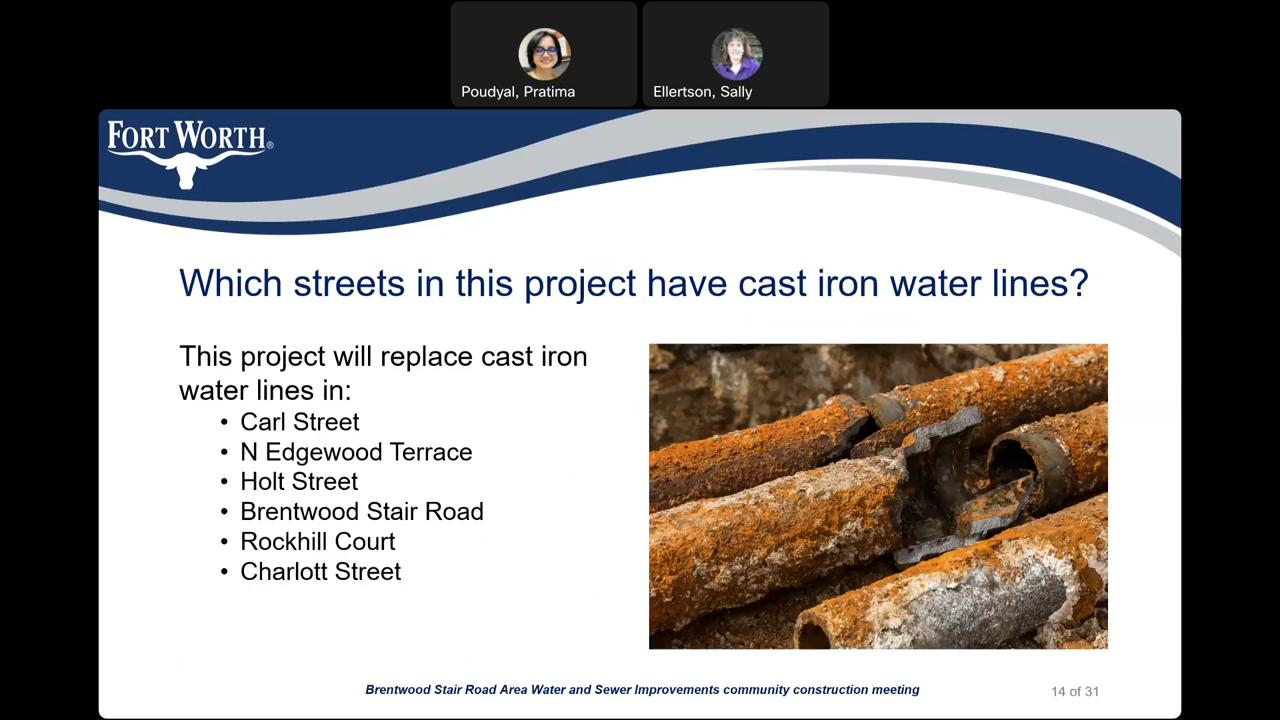 Poudyal, Pratima
Ellertson, Sally
FORT WORTH®
Which streets in this project have cast iron water lines?
This project will replace cast iron
water lines in:
• Carl Street
• N Edgewood Terrace
• Holt Street
• Brentwood Stair Road
• Rockhill Court
• Charlott Street
Brentwood Stair Road Area Water and Sewer Improvements community construction meeting
14 of 31